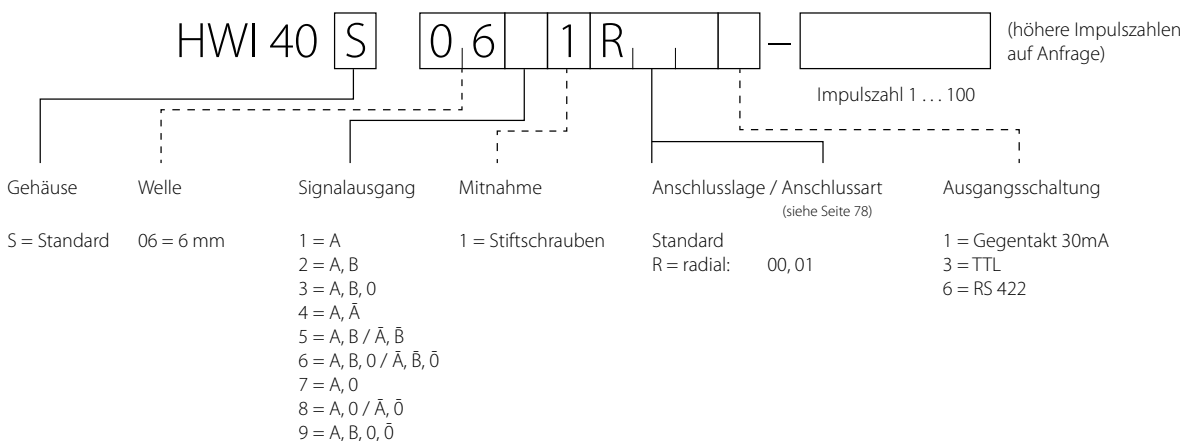 HWI 40 S 0 6 1 R –
(höhere Impulszahlen
auf Anfrage)
Impulszahl 1 . . . 100
Gehäuse
S = Standard
Welle
06 = 6 mm
Signalausgang
1 = A
2 = A, B
3 = A, B, 0
4 = A, Ā
5 = A, B / Ā, B̄
6 = A, B, 0 / Ā, B̄, 0̄
7 = A, 0
8 = A, 0 / Ā, 0̄
9 = A, B, 0, 0̄
Mitnahme
1 = Stiftschrauben
Anschlusslage / Anschlussart
(siehe Seite 78)
Standard
R = radial: 00, 01
Ausgangsschaltung
1 = Gegentakt 30mA
3 = TTL
6 = RS 422